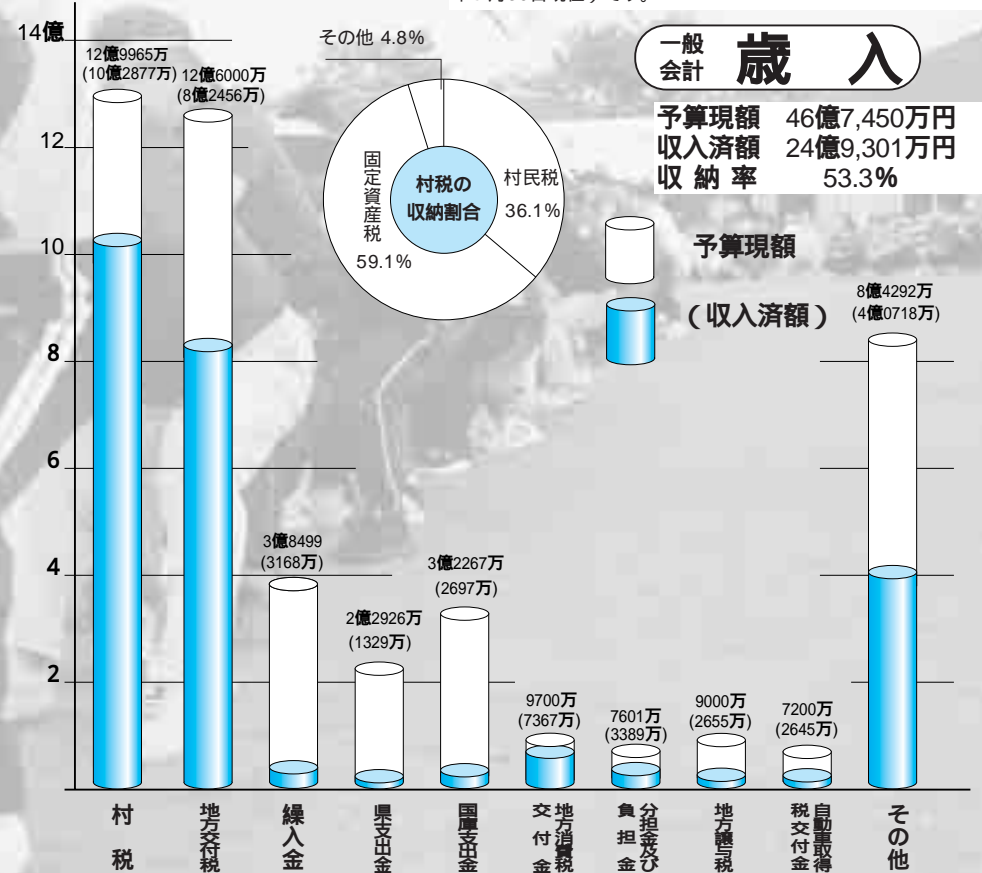 一般会計 歳入
予算現額 46億7,450万円
収入済額 24億9,301万円
収納率 53.3%
予算現額
(収入済額)
その他 4.8%
固定資産税
59.1%
村民税
36.1%
村税の
収納割合
14億
12
10
8
6
4
2
12億9965万
(10億2877万)
12億6000万
(8億2456万)
3億8499
(3168万)
2億2926万
(1329万)
3億2267万
(2697万)
9700万
(7367万)
7601万
(3389万)
9000万
(2655万)
7200万
(2645万)
8億4292万
(4億0718万)
村税
地方交付税
繰入金
県支出金
国庫支出金
地方消費税
交付金
分担金及び
負担金
地方譲与税
自動車取得
税交付金
その他